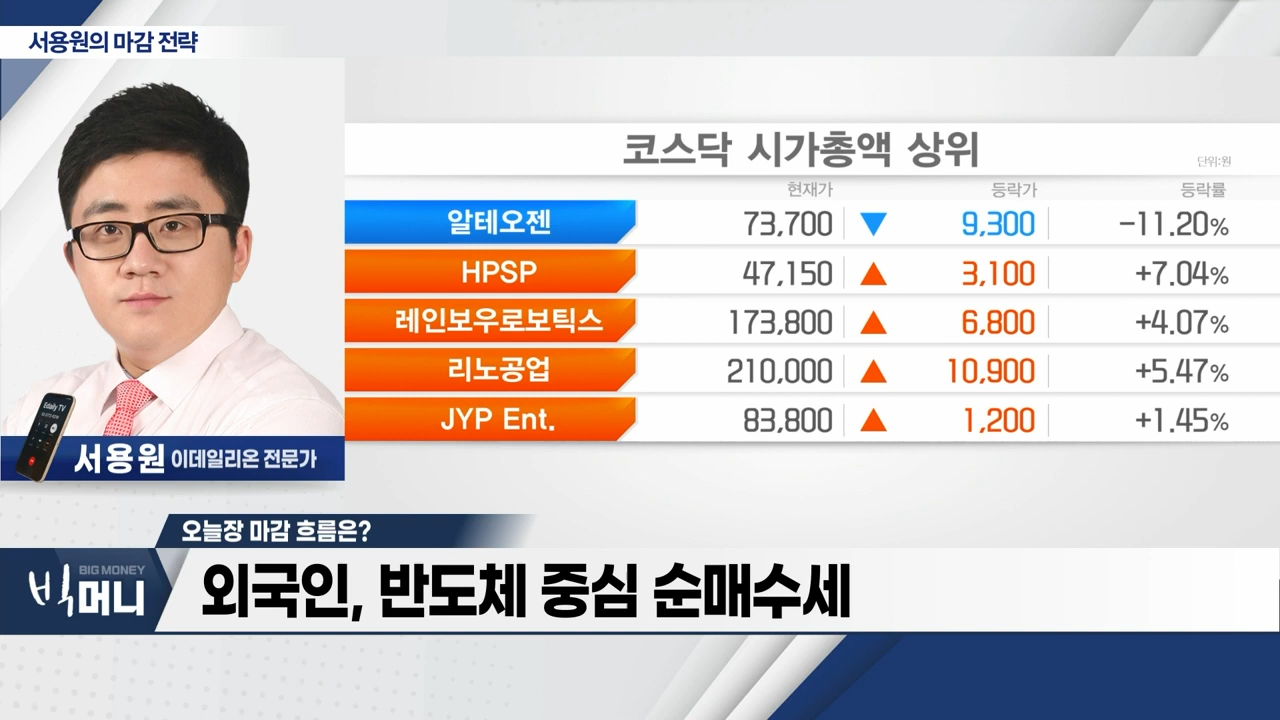 서용원의 마감 전략
코스닥 시가총액 상위
단위:원
현재가 등락가 등락률
알테오젠 73,700 ▼ 9,300 -11.20%
HPSP 47,150 ▲ 3,100 +7.04%
레인보우로보틱스 173,800 ▲ 6,800 +4.07%
리노공업 210,000 ▲ 10,900 +5.47%
JYP Ent. 83,800 ▲ 1,200 +1.45%
Edaily TV
서용원 이데일리온 전문가
오늘장 마감 흐름은?
BIG MONEY
빅머니
외국인, 반도체 중심 순매수세